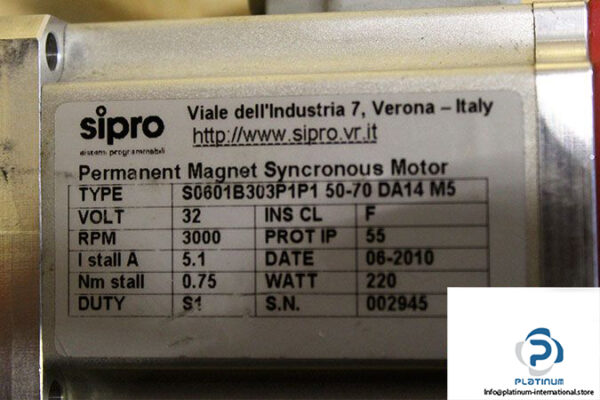 sipro
sistemi programmabili
Viale dell'Industria 7, Verona – Italy
http://www.sipro.vr.it
Permanent Magnet Syncronous Motor
TYPE S0601B303P1P1 50-70 DA14 M5
VOLT 32 INS CL F
RPM 3000 PROT IP 55
I stall A 5.1 DATE 06-2010
Nm stall 0.75 WATT 220
DUTY S1 S.N. 002945
PLATINUM
Info@platinum-international.store